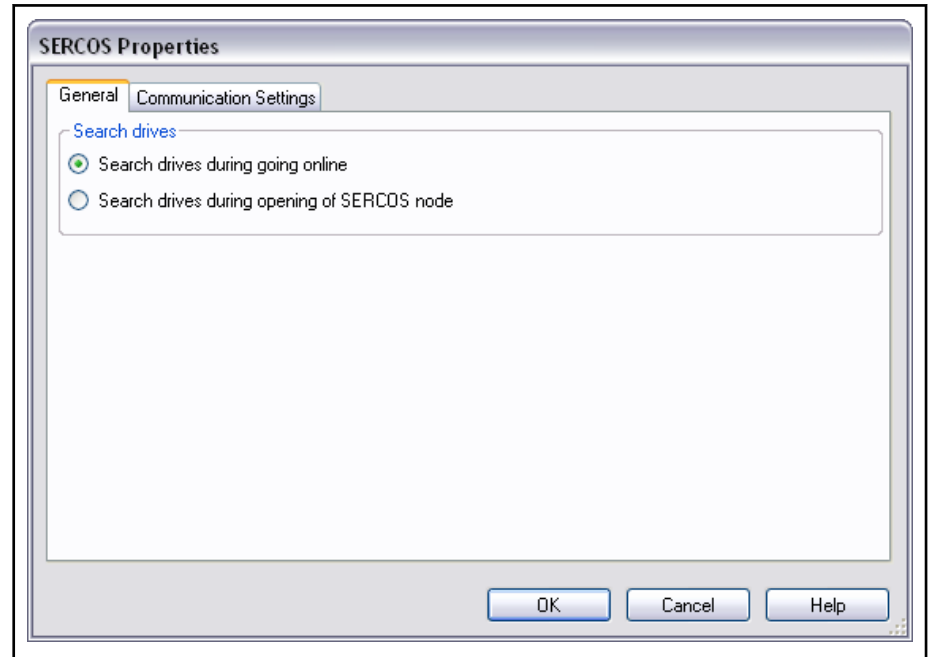 SERCOS Properties
General Communication Settings
Search drives
Search drives during going online
Search drives during opening of SERCOS node
OK Cancel Help